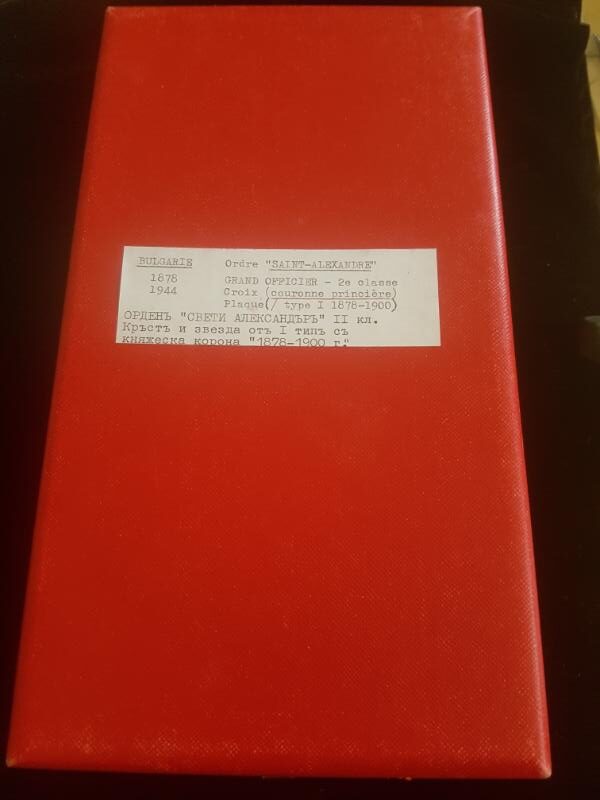 BULGARIE Ordre "SAINT-ALEXANDRE"
1878 GRAND OFFICIER - 2e classe
1944 Croix (couronne princière)
Plaque(/ type I 1878-1900)
ОРДЕНЪ "СВЕТИ АЛЕКСАНДЪРЪ" II кл.
Кръстъ и звезда отъ I типъ съ
княжеска корона "1878-1900 г."